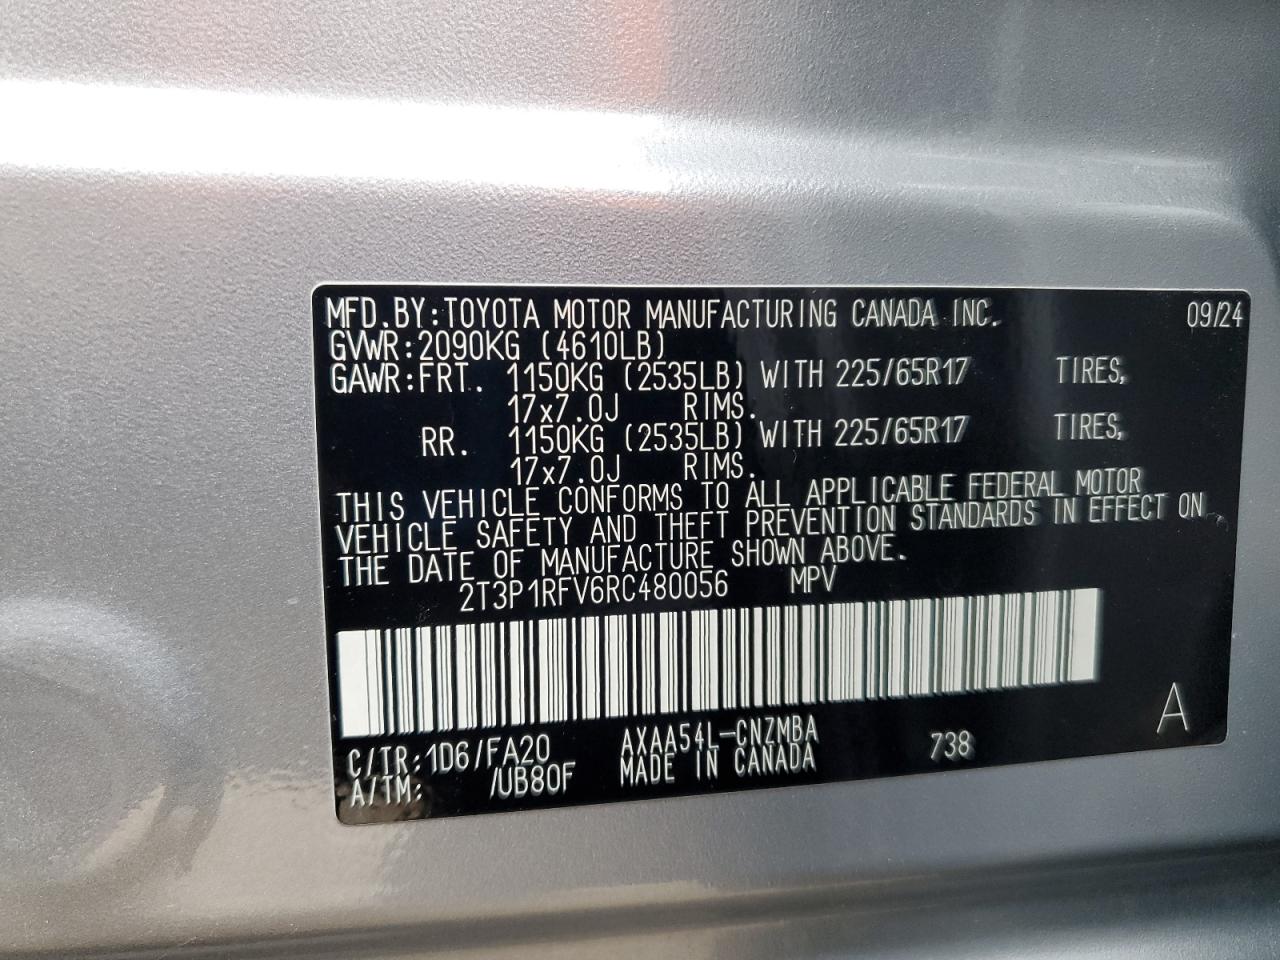 MFD.BY:TOYOTA MOTOR MANUFACTURING CANADA INC. 09/24
GVWR:2090KG (4610LB)
GAWR:FRT. 1150KG (2535LB) WITH 225/65R17 TIRES,
17x7.0J RIMS.
RR. 1150KG (2535LB) WITH 225/65R17 TIRES,
17x7.0J RIMS.
THIS VEHICLE CONFORMS TO ALL APPLICABLE FEDERAL MOTOR
VEHICLE SAFETY AND THEFT PREVENTION STANDARDS IN EFFECT ON
THE DATE OF MANUFACTURE SHOWN ABOVE.
2T3P1RFV6RC480056 MPV
C/TR:1D6/FA20 AXAA54L-CNZMBA 738 A
A/TM: /UB80F MADE IN CANADA